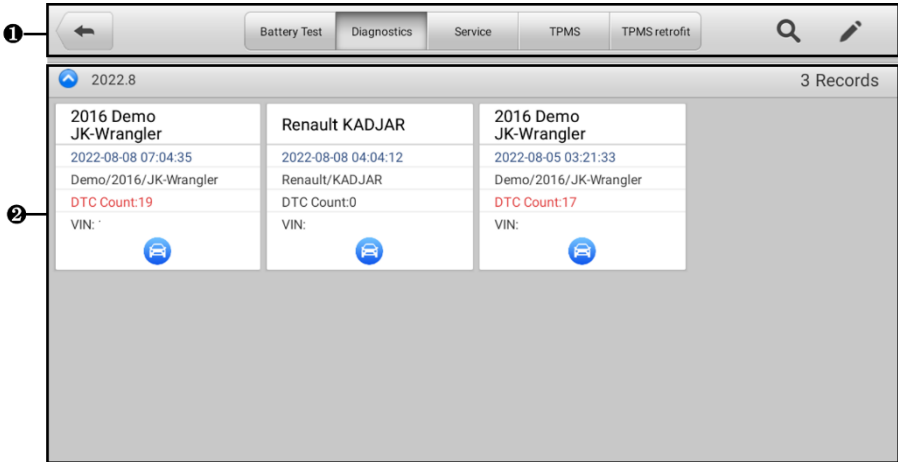 ❶
Battery Test Diagnostics Service TPMS TPMS retrofit
❷
2022.8 3 Records
2016 Demo
JK-Wrangler
2022-08-08 07:04:35
Demo/2016/JK-Wrangler
DTC Count:19
VIN:
Renault KADJAR
2022-08-08 04:04:12
Renault/KADJAR
DTC Count:0
VIN:
2016 Demo
JK-Wrangler
2022-08-05 03:21:33
Demo/2016/JK-Wrangler
DTC Count:17
VIN: